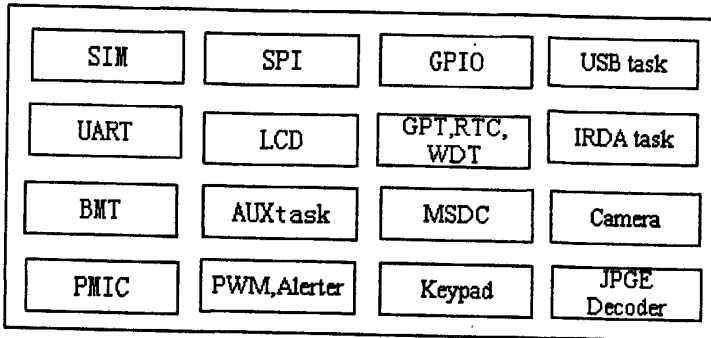 SIM SPI GPIO USB task
UART LCD GPT,RTC,
WDT IRDA task
BMT AUXtask MSDC Camera
PMIC PWM,Alerter Keypad JPGE
Decoder